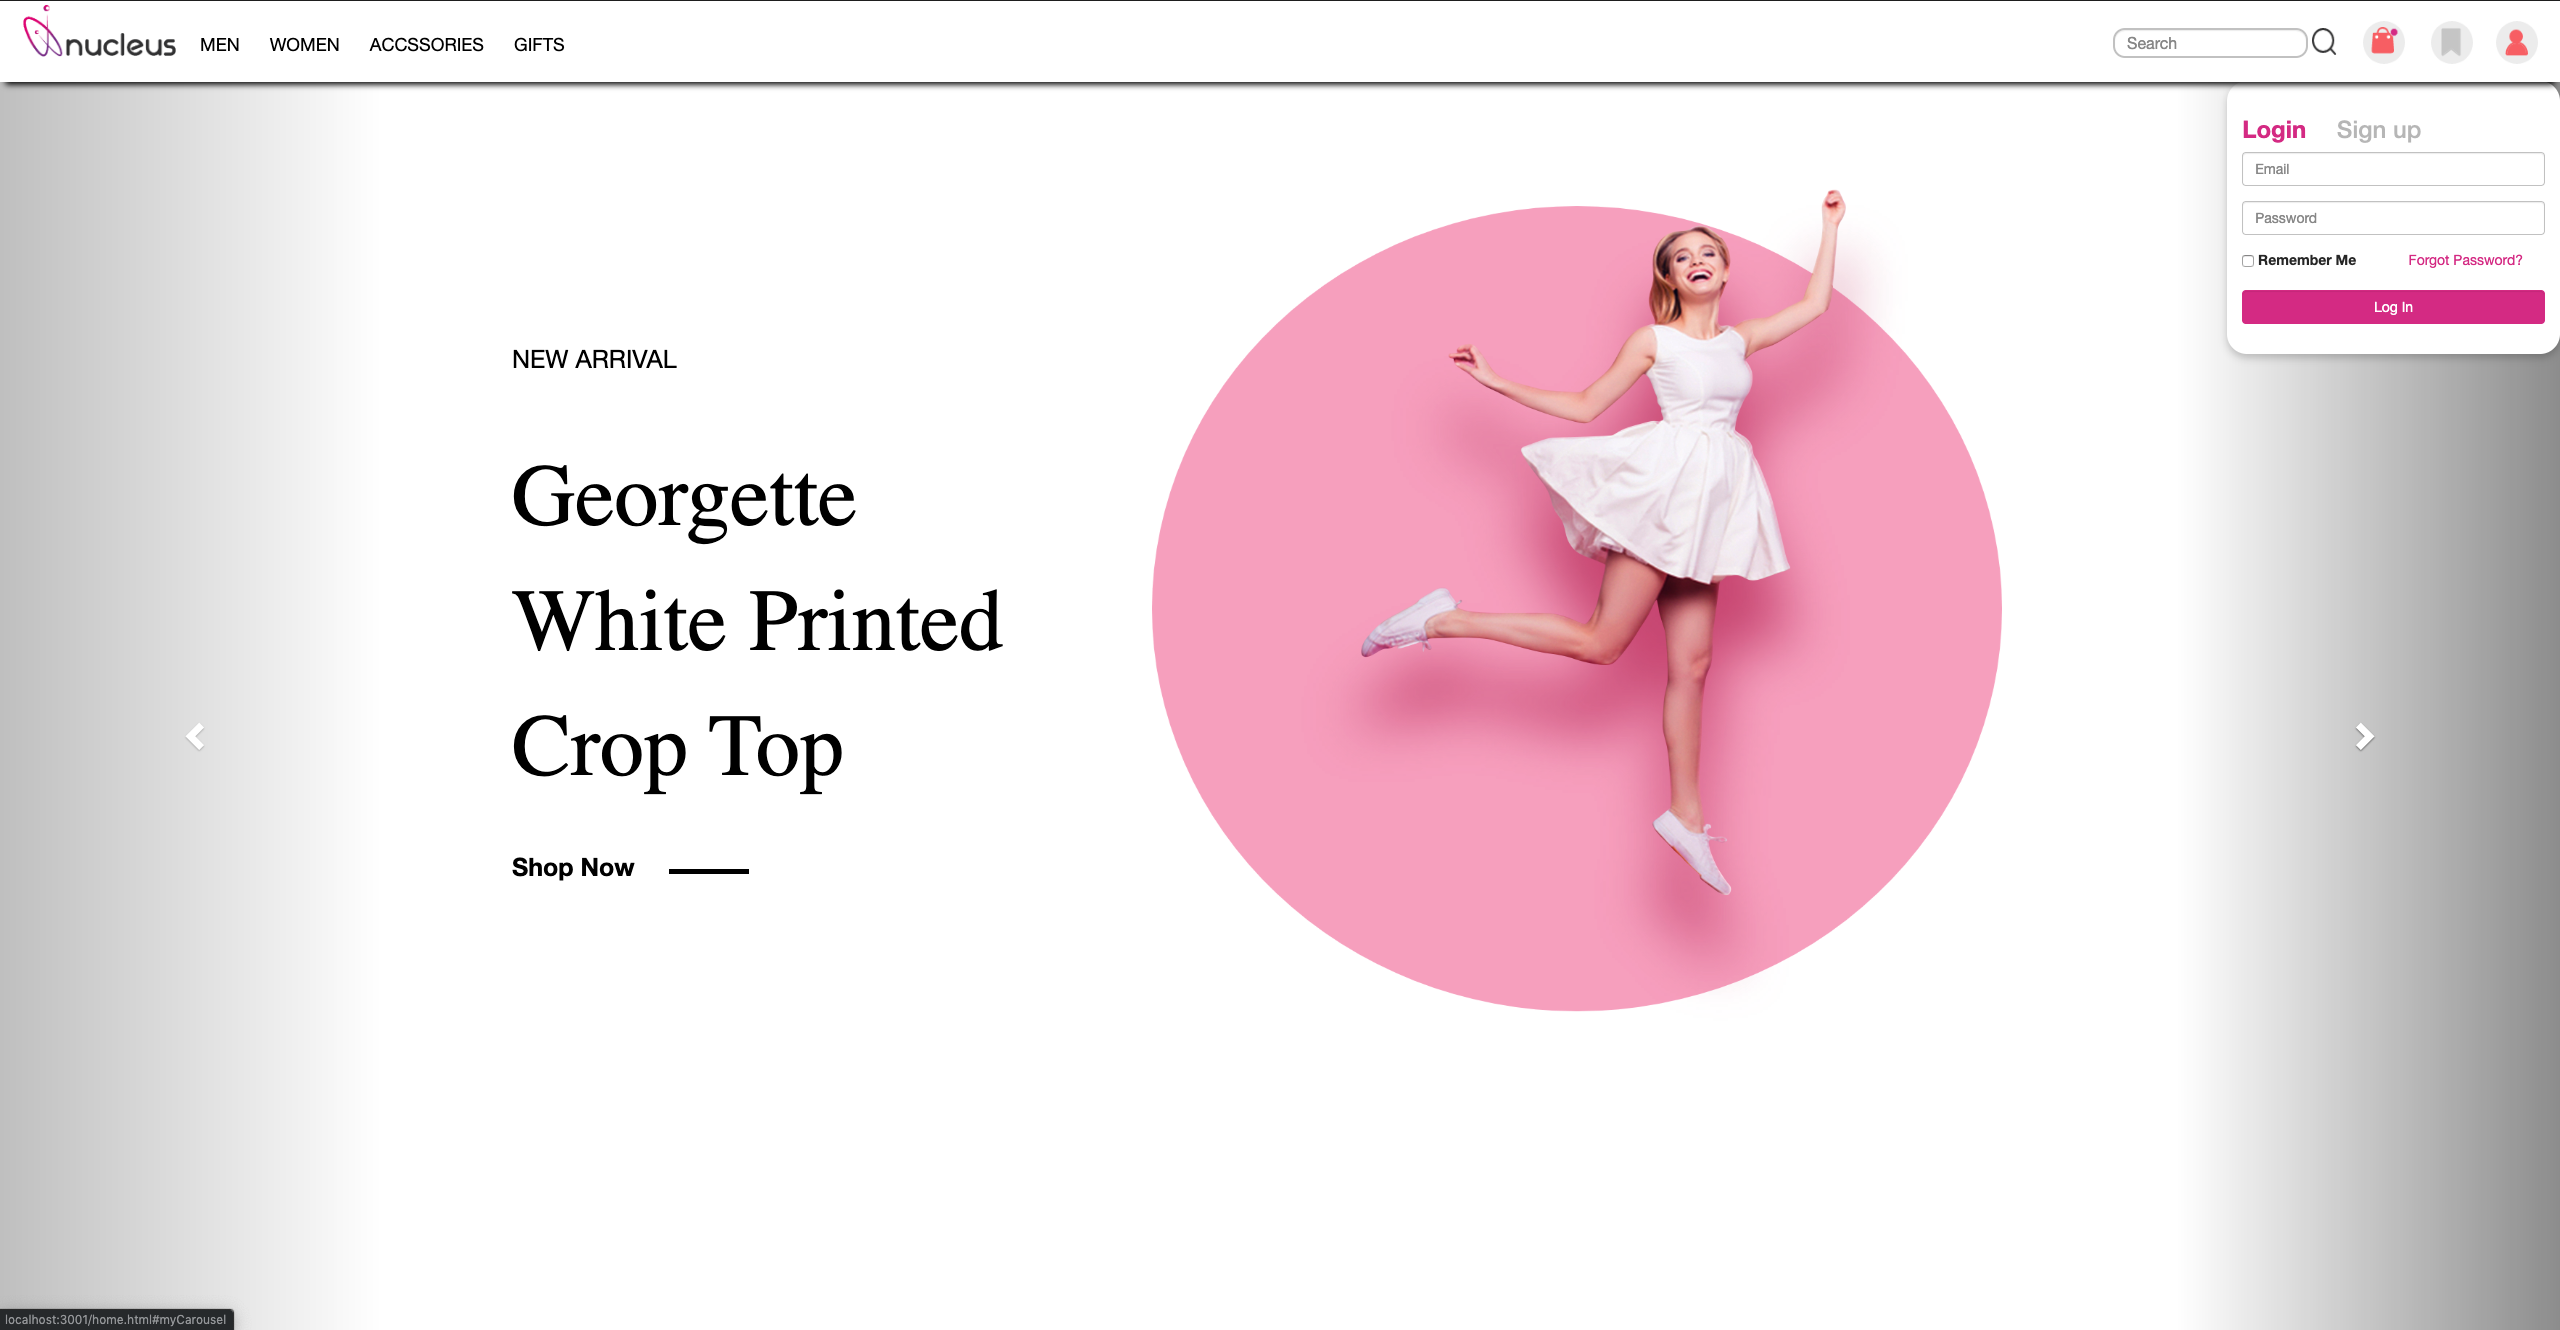 nucleus MEN WOMEN ACCSSORIES GIFTS Search
Login Sign up
Email
Password
Remember Me Forgot Password?
Log In
NEW ARRIVAL
Georgette
White Printed
Crop Top
Shop Now
localhost:3001/home.html#myCarousel